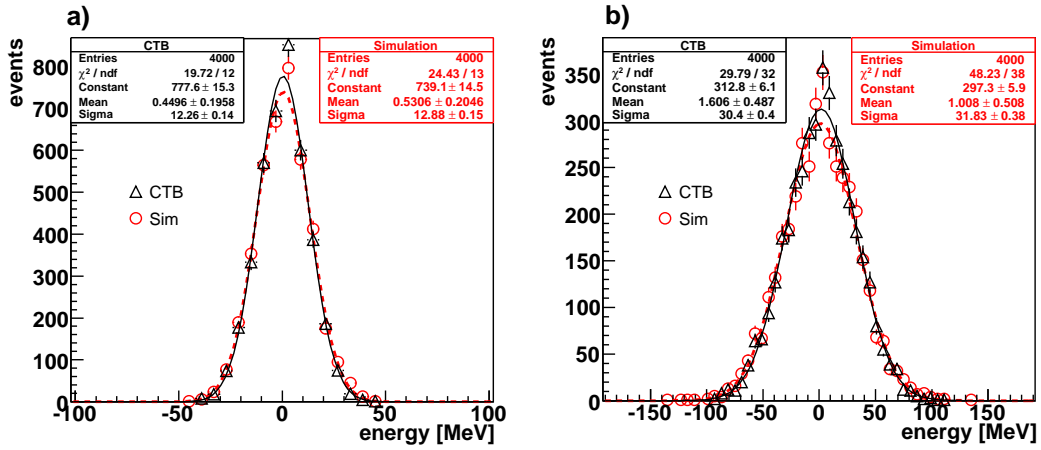 a)
CTB
Entries 4000
χ² / ndf 19.72 / 12
Constant 777.6 ± 15.3
Mean 0.4496 ± 0.1958
Sigma 12.26 ± 0.14
Simulation
Entries 4000
χ² / ndf 24.43 / 13
Constant 739.1 ± 14.5
Mean 0.5306 ± 0.2046
Sigma 12.88 ± 0.15
events
800
700
600
500
400
300
200
100
0
CTB
Sim
-100 -50 0 50 100
energy [MeV]
b)
CTB
Entries 4000
χ² / ndf 29.79 / 32
Constant 312.8 ± 6.1
Mean 1.606 ± 0.487
Sigma 30.4 ± 0.4
Simulation
Entries 4000
χ² / ndf 48.23 / 38
Constant 297.3 ± 5.9
Mean 1.008 ± 0.508
Sigma 31.83 ± 0.38
events
350
300
250
200
150
100
50
0
CTB
Sim
-150 -100 -50 0 50 100 150
energy [MeV]